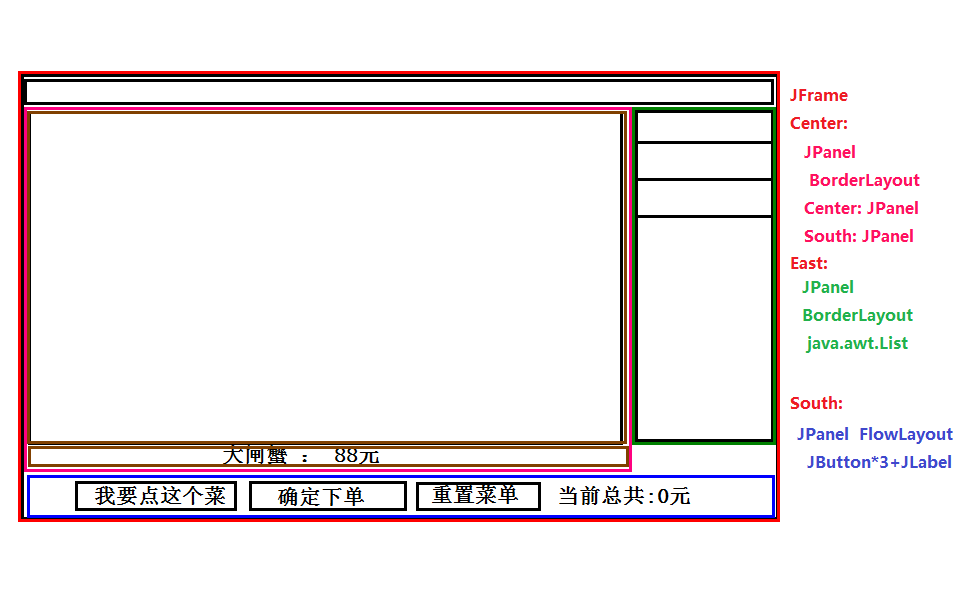 JFrame
Center:
JPanel
BorderLayout
Center: JPanel
South: JPanel
East:
JPanel
BorderLayout
java.awt.List
South:
JPanel FlowLayout
JButton*3+JLabel
大闸蟹 : 88元
我要点这个菜 确定下单 重置菜单 当前总共:0元